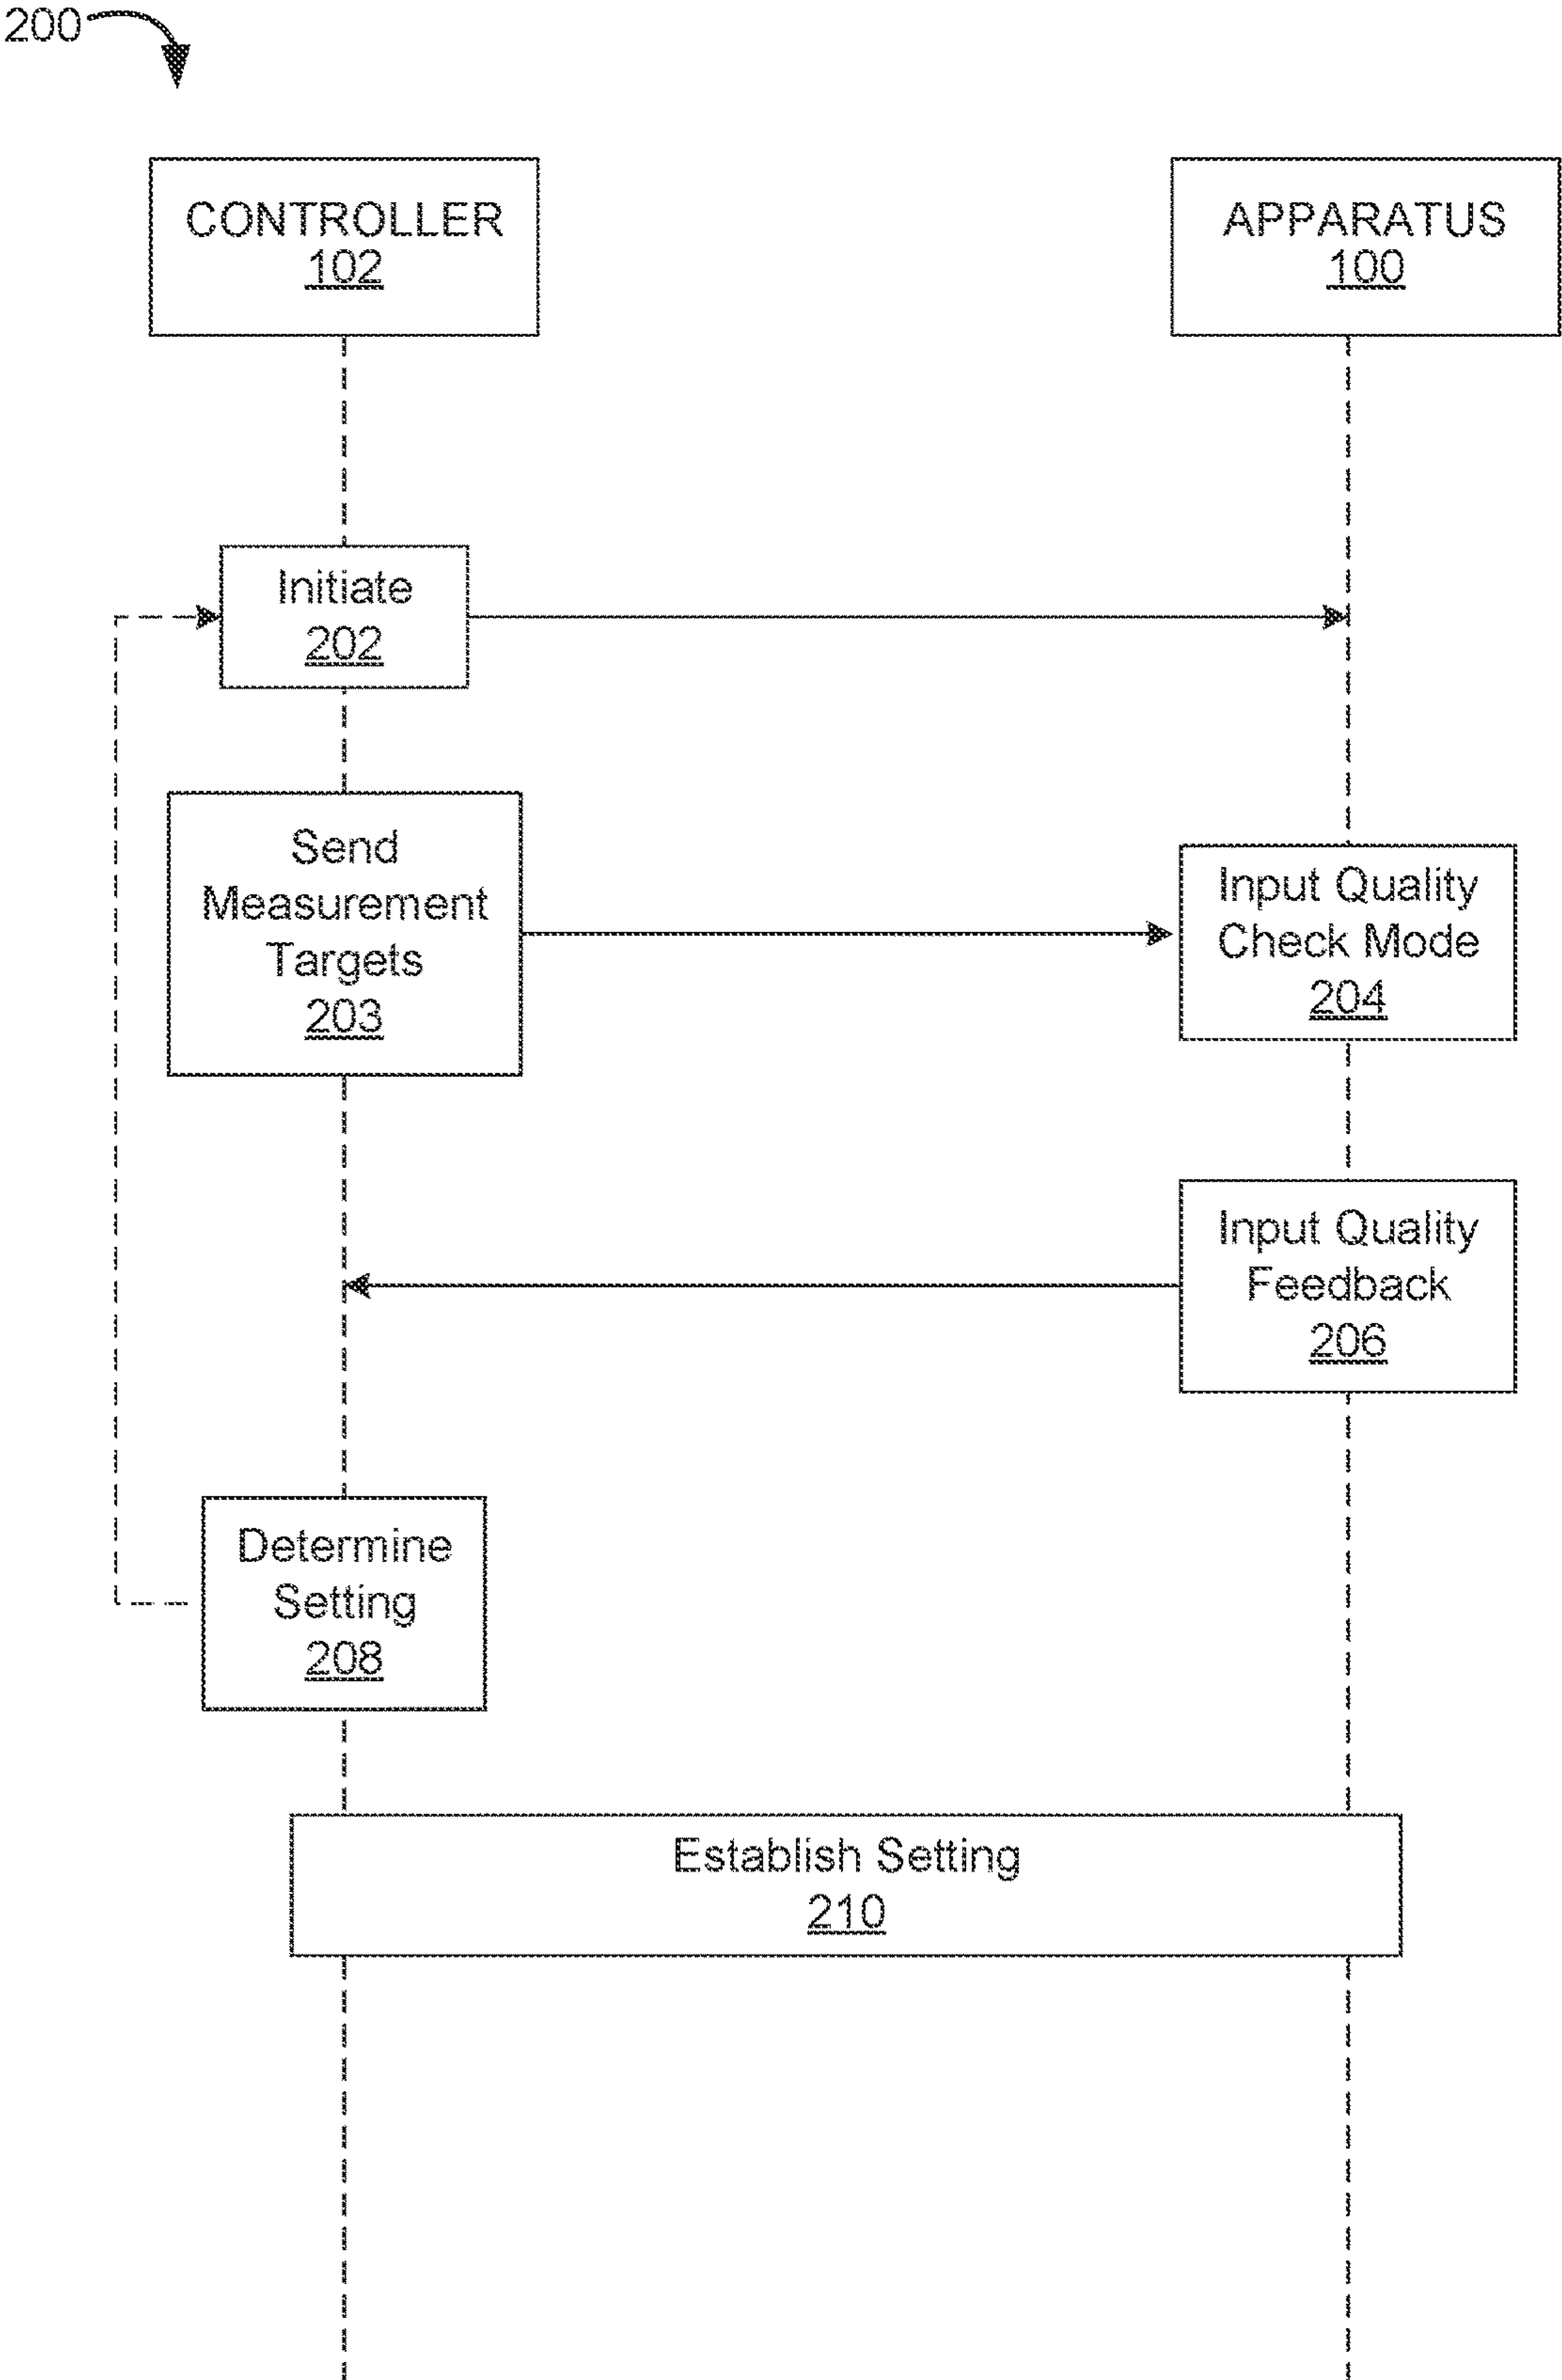 200
CONTROLLER
102
APPARATUS
100
Initiate
202
Send
Measurement
Targets
203
Input Quality
Check Mode
204
Input Quality
Feedback
206
Determine
Setting
208
Establish Setting
210